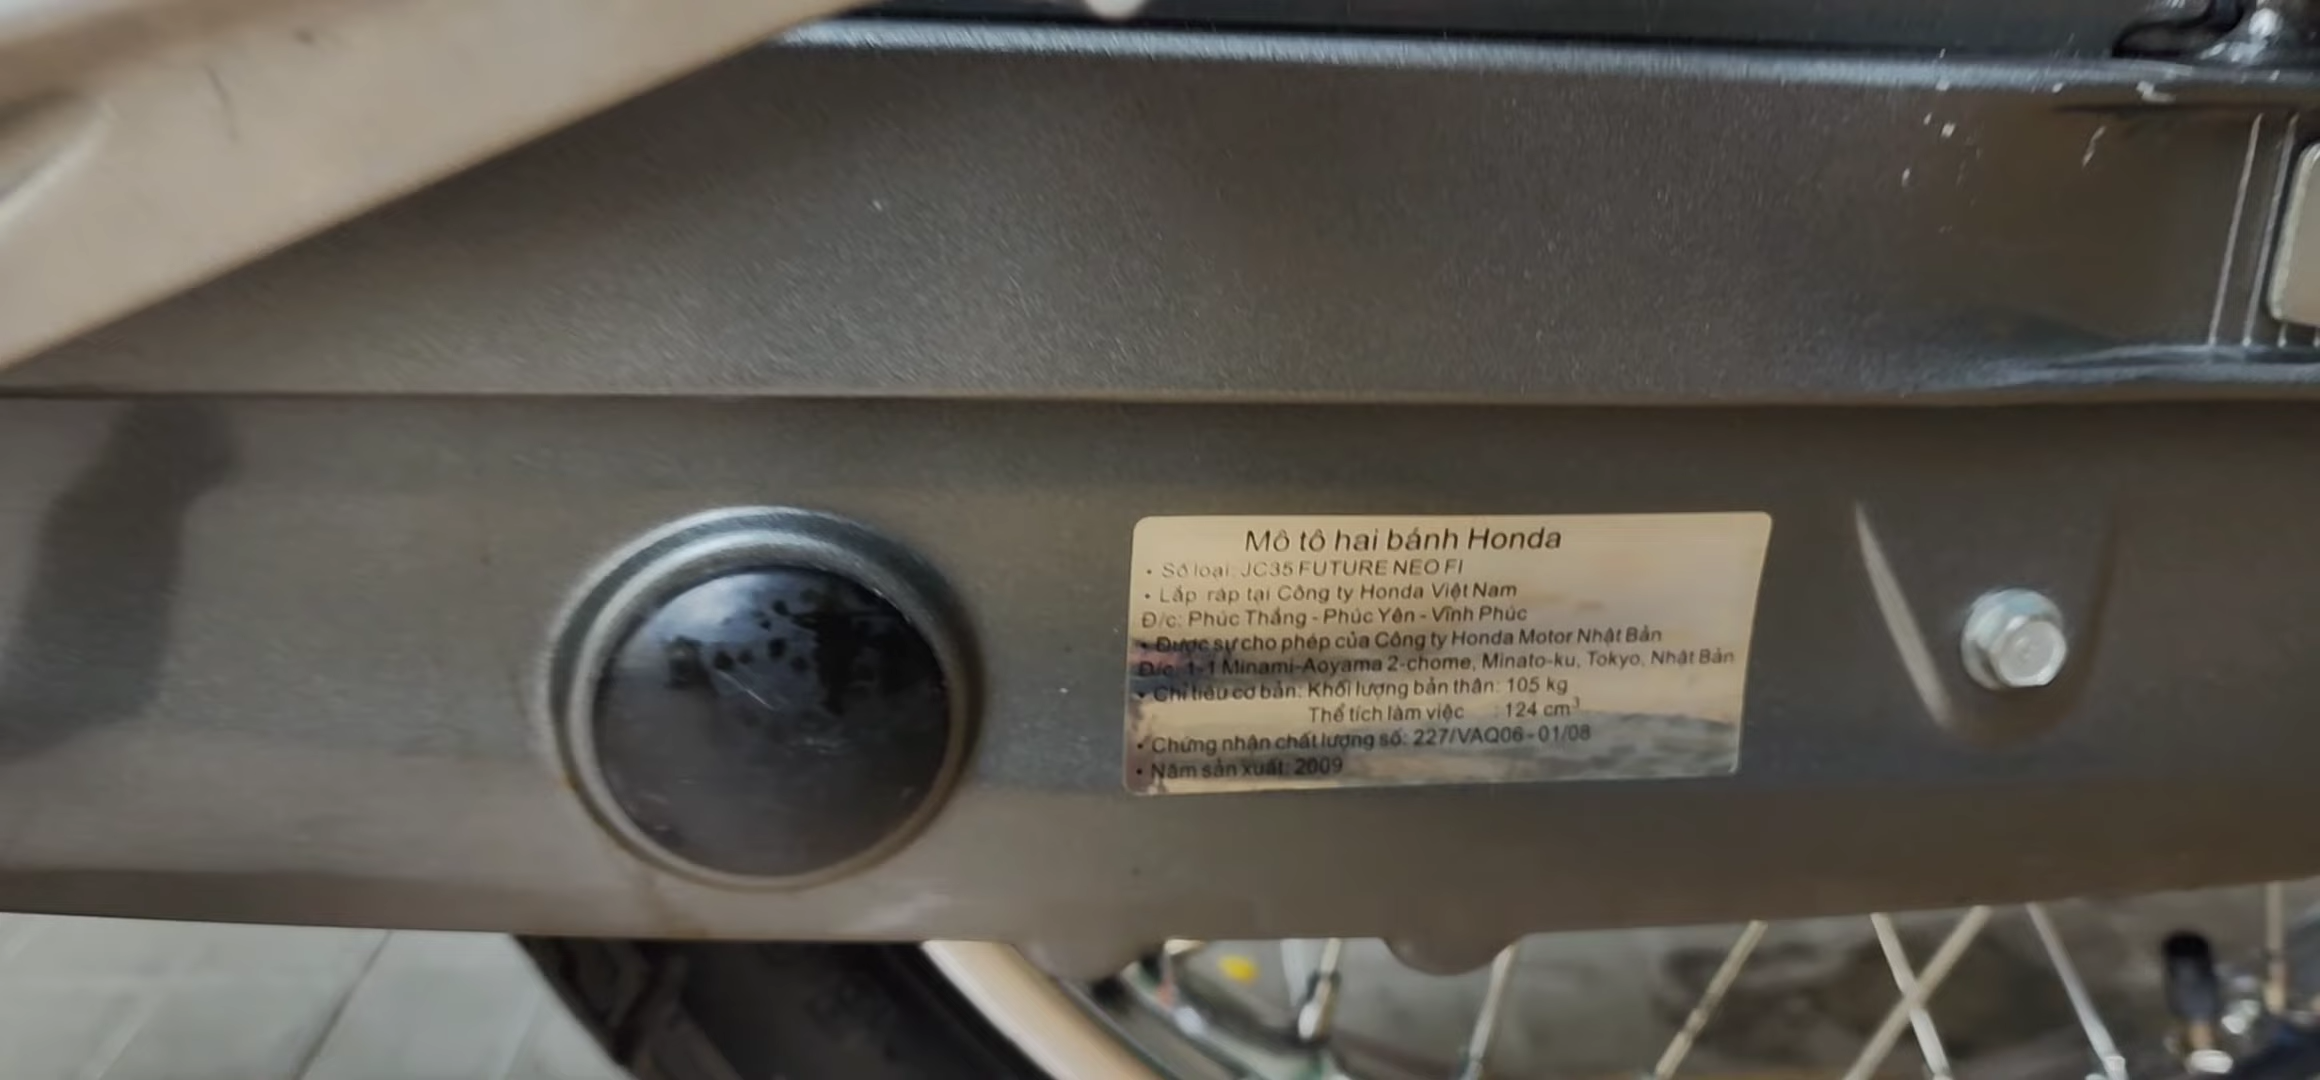 Mô tô hai bánh Honda
• Số loại: JC35 FUTURE NEO FI
• Lắp ráp tại Công ty Honda Việt Nam
Đ/c: Phúc Thắng - Phúc Yên - Vĩnh Phúc
• Được sự cho phép của Công ty Honda Motor Nhật Bản
Đ/c: 1-1 Minami-Aoyama 2-chome, Minato-ku, Tokyo, Nhật Bản
• Chỉ tiêu cơ bản: Khối lượng bản thân: 105 kg
Thể tích làm việc : 124 cm³
• Chứng nhận chất lượng số: 227/VAQ06 - 01/08
• Năm sản xuất: 2009